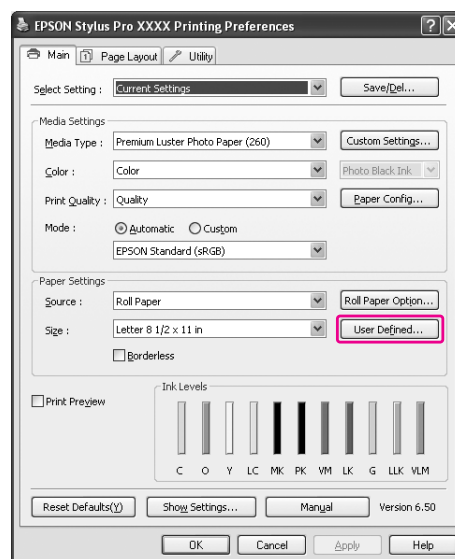 EPSON Stylus Pro XXXX Printing Preferences
Main Page Layout Utility
Select Setting : Current Settings Save/Del...
Media Settings
Media Type : Premium Luster Photo Paper (260) Custom Settings...
Color : Color Photo Black Ink
Print Quality : Quality Paper Config...
Mode : Automatic Custom
EPSON Standard (sRGB)
Paper Settings
Source : Roll Paper Roll Paper Option...
Size : Letter 8 1/2 x 11 in User Defined...
Borderless
Print Preview
Ink Levels
C O Y LC MK PK VM LK G LLK VLM
Reset Defaults(Y) Show Settings... Manual Version 6.50
OK Cancel Apply Help